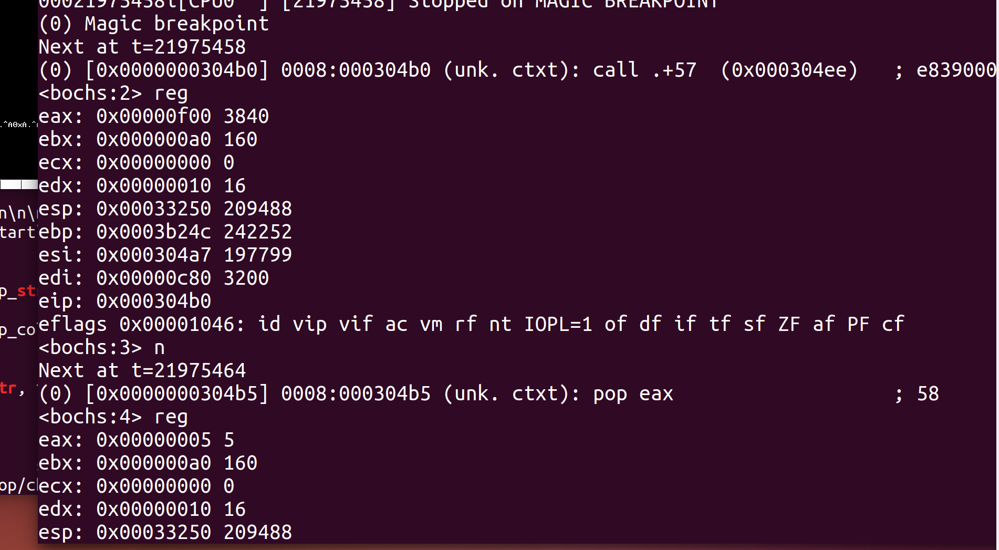 00021975458i[CPU0  ] [21975458] Stopped on MAGIC BREAKPOINT
(0) Magic breakpoint
Next at t=21975458
(0) [0x0000000304b0] 0008:000304b0 (unk. ctxt): call .+57  (0x000304ee)   ; e839000
<bochs:2> reg
eax: 0x00000f00 3840
.^A0xA.^
ebx: 0x000000a0 160
ecx: 0x00000000 0
edx: 0x00000010 16
esp: 0x00033250 209488
n\n\
ebp: 0x0003b24c 242252
tart
esi: 0x000304a7 197799
edi: 0x00000c80 3200
p_st
eip: 0x000304b0
eflags 0x00001046: id vip vif ac vm rf nt IOPL=1 of df if tf sf ZF af PF cf
p_co
<bochs:3> n
Next at t=21975464
tr,
(0) [0x0000000304b5] 0008:000304b5 (unk. ctxt): pop eax                   ; 58
<bochs:4> reg
eax: 0x00000005 5
ebx: 0x000000a0 160
ecx: 0x00000000 0
op/c
edx: 0x00000010 16
esp: 0x00033250 209488